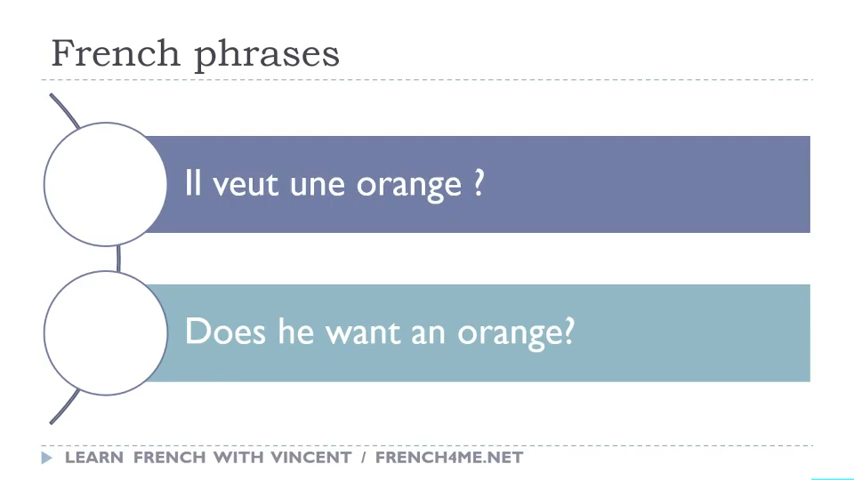 French phrases
Il veut une orange ?
Does he want an orange?
LEARN FRENCH WITH VINCENT / FRENCH4ME.NET